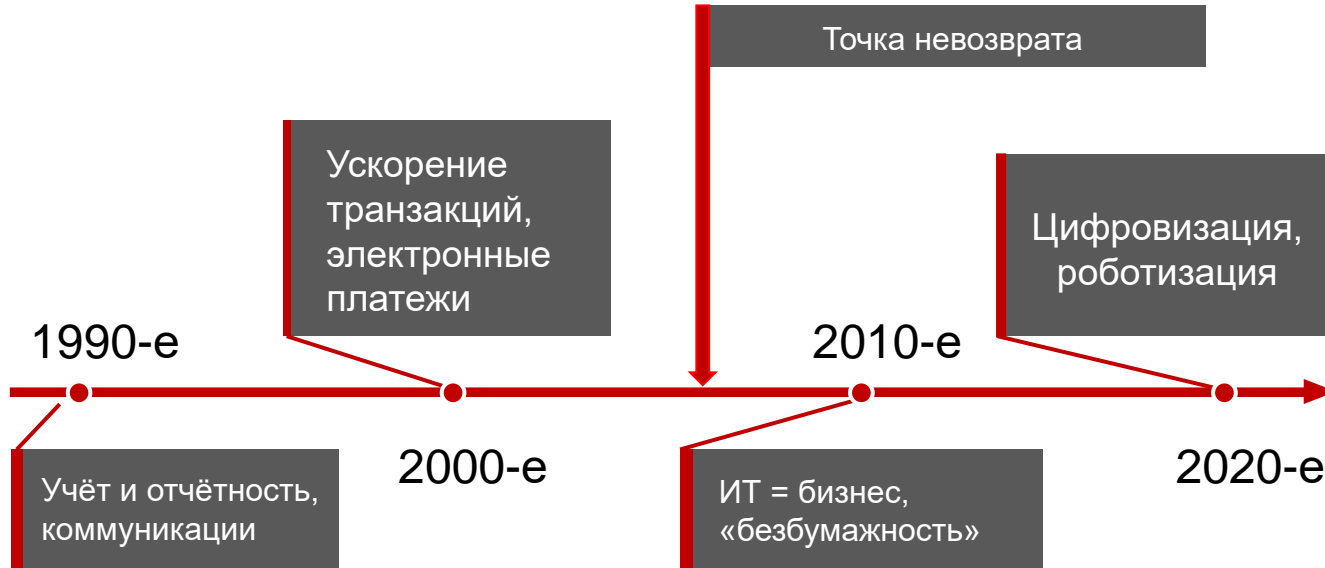 Точка невозврата
Ускорение
транзакций,
электронные
платежи
Цифровизация,
роботизация
1990-е
2010-е
2000-е
2020-е
Учёт и отчётность,
коммуникации
ИТ = бизнес,
«безбумажность»